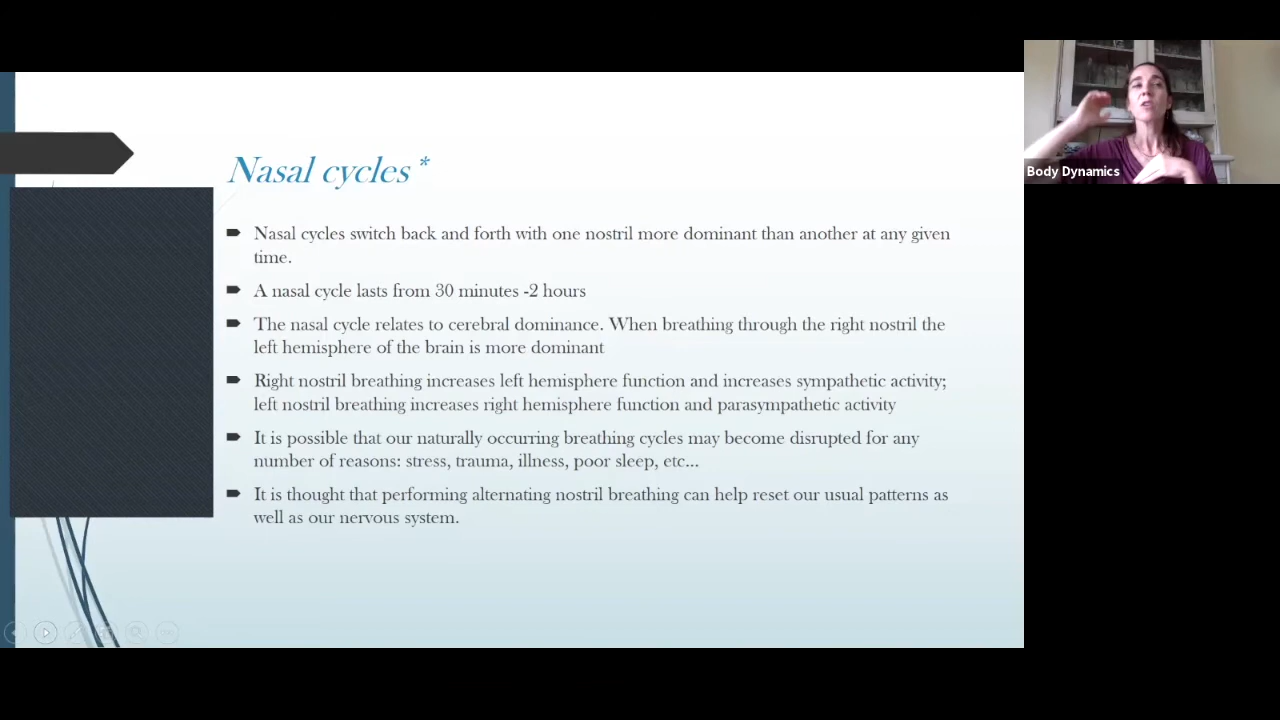 Nasal cycles*
Nasal cycles switch back and forth with one nostril more dominant than another at any given
time.
A nasal cycle lasts from 30 minutes -2 hours
The nasal cycle relates to cerebral dominance. When breathing through the right nostril the
left hemisphere of the brain is more dominant
Right nostril breathing increases left hemisphere function and increases sympathetic activity;
left nostril breathing increases right hemisphere function and parasympathetic activity
It is possible that our naturally occurring breathing cycles may become disrupted for any
number of reasons: stress, trauma, illness, poor sleep, etc...
It is thought that performing alternating nostril breathing can help reset our usual patterns as
well as our nervous system.
Body Dynamics